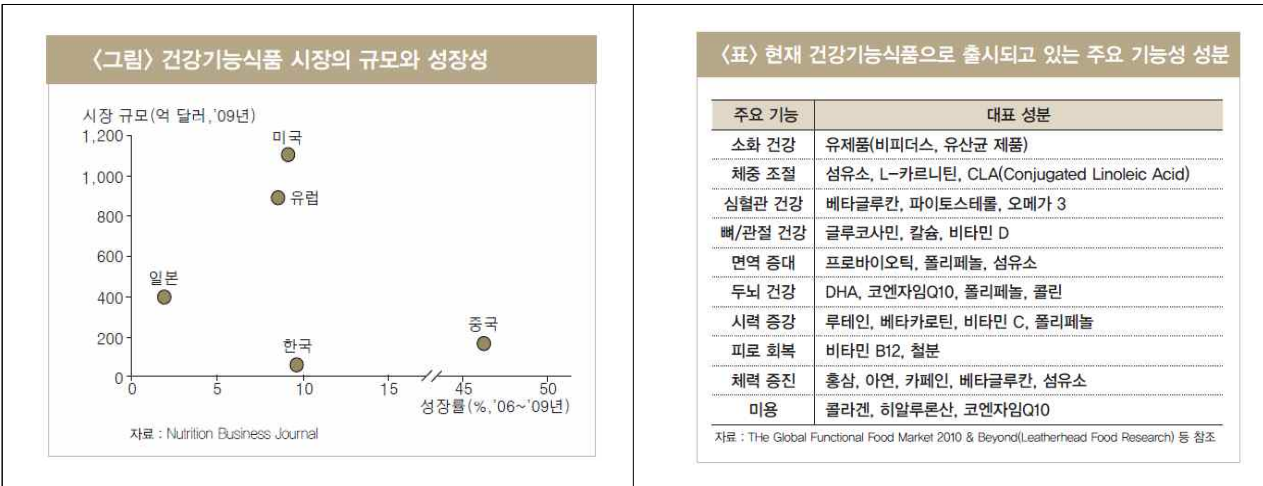 〈그림〉 건강기능식품 시장의 규모와 성장성
시장 규모(억 달러,'09년)
1,200
1,000
800
600
400
200
0
미국
유럽
일본
중국
한국
0 5 10 15 45 50
성장률(%,'06~'09년)
자료 : Nutrition Business Journal
〈표〉 현재 건강기능식품으로 출시되고 있는 주요 기능성 성분
주요 기능 대표 성분
소화 건강 유제품(비피더스, 유산균 제품)
체중 조절 섬유소, L-카르니틴, CLA(Conjugated Linoleic Acid)
심혈관 건강 베타글루칸, 파이토스테롤, 오메가 3
뼈/관절 건강 글루코사민, 칼슘, 비타민 D
면역 증대 프로바이오틱, 폴리페놀, 섬유소
두뇌 건강 DHA, 코엔자임Q10, 폴리페놀, 콜린
시력 증강 루테인, 베타카로틴, 비타민 C, 폴리페놀
피로 회복 비타민 B12, 철분
체력 증진 홍삼, 아연, 카페인, 베타글루칸, 섬유소
미용 콜라겐, 히알루론산, 코엔자임Q10
자료 : THe Global Functional Food Market 2010 & Beyond(Leatherhead Food Research) 등 참조